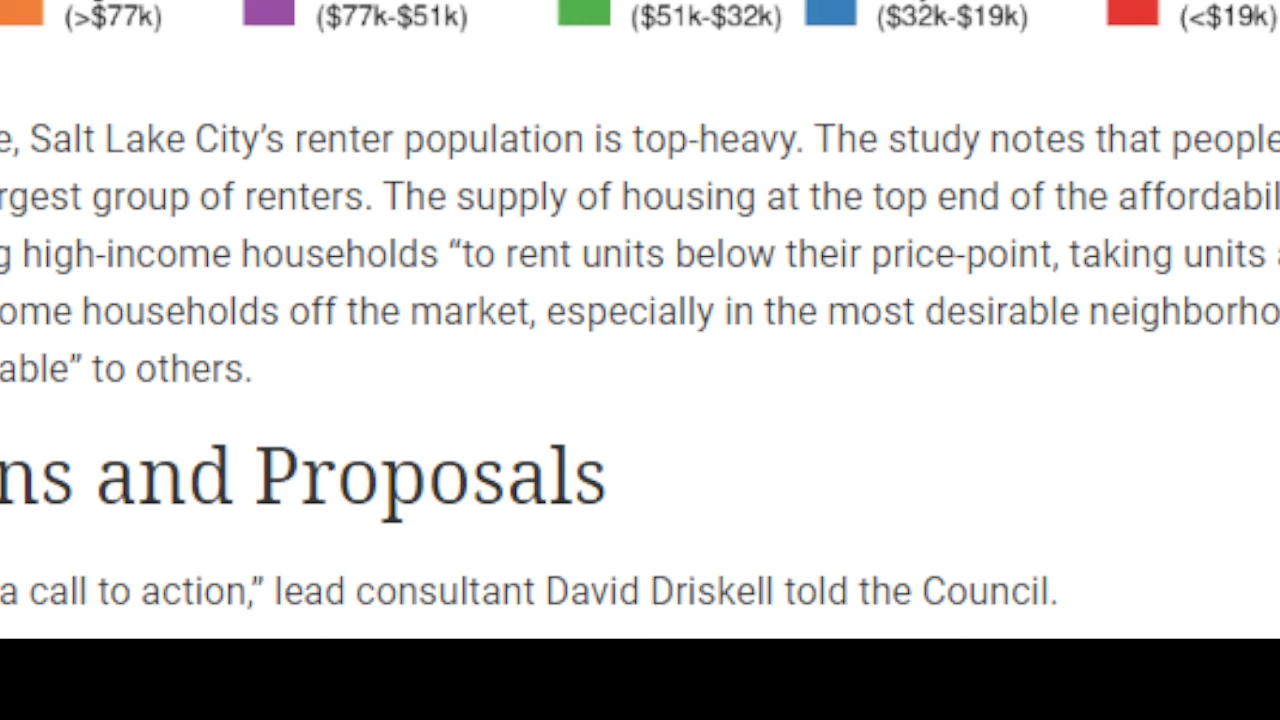 (>$77k) ($77k-$51k) ($51k-$32k) ($32k-$19k) (<$19k)
e, Salt Lake City’s renter population is top-heavy. The study notes that people
rgest group of renters. The supply of housing at the top end of the affordabil
g high-income households “to rent units below their price-point, taking units
ome households off the market, especially in the most desirable neighborho
able” to others.
ns and Proposals
a call to action,” lead consultant David Driskell told the Council.